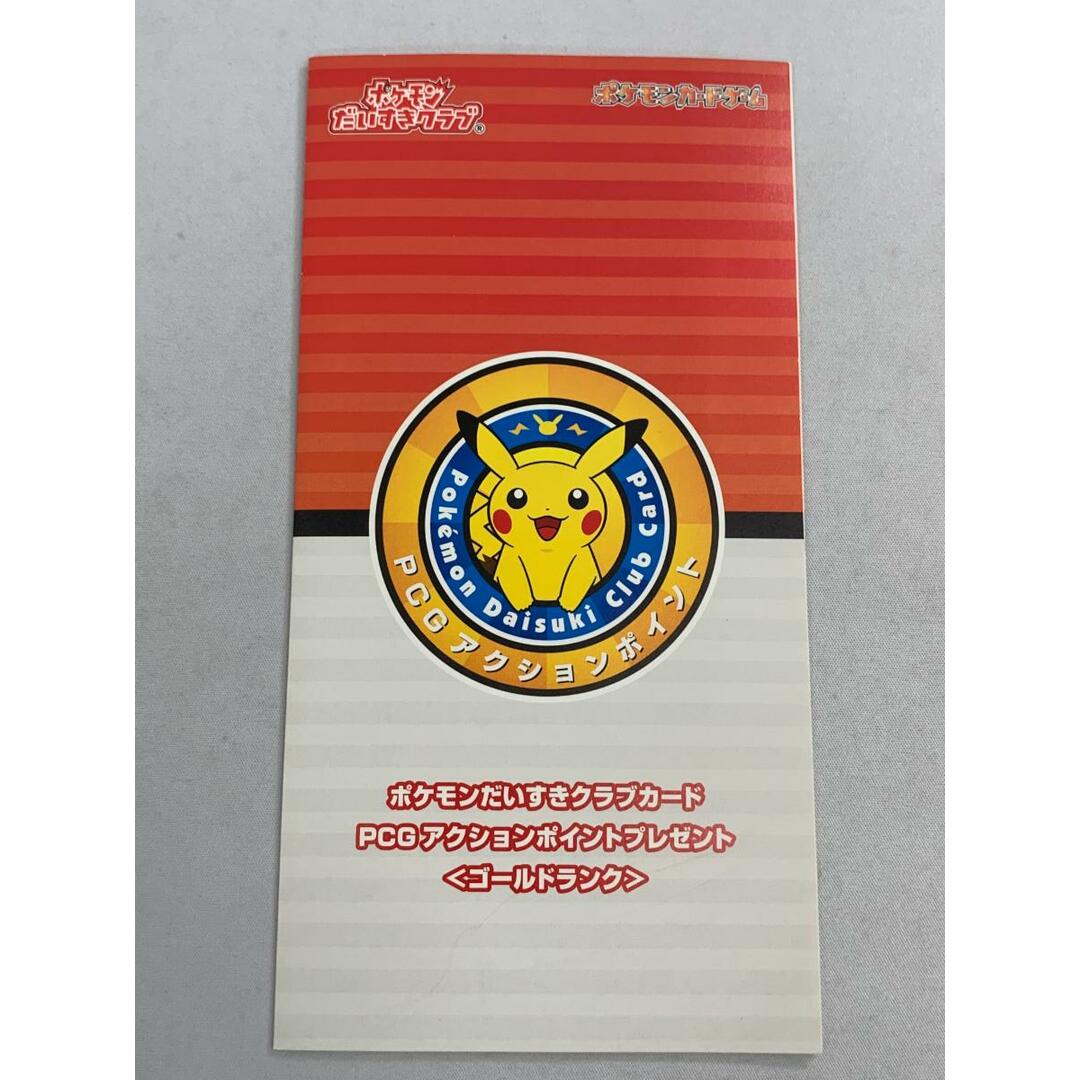 ポケモン
だいすきクラブ®
ポケモンカードゲーム
Pokémon Daisuki Club Card
PCGアクションポイント
ポケモンだいすきクラブカード
PCGアクションポイントプレゼント
<ゴールドランク>